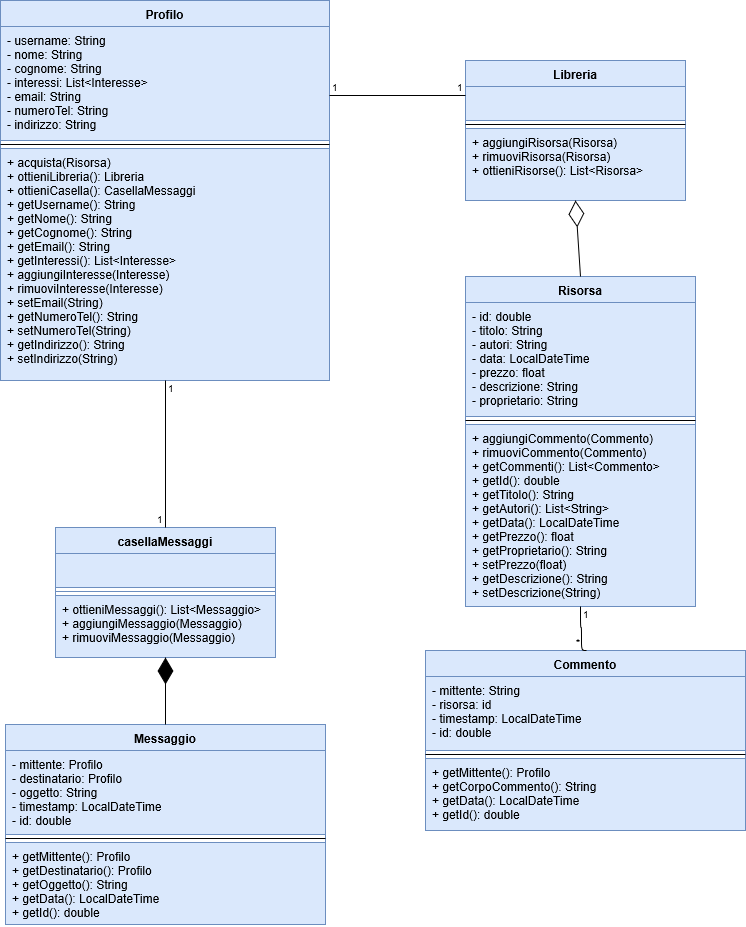 Profilo
- username: String
- nome: String
- cognome: String
- interessi: List<Interesse>
- email: String
- numeroTel: String
- indirizzo: String
+ acquista(Risorsa)
+ ottieniLibreria(): Libreria
+ ottieniCasella(): CasellaMessaggi
+ getUsername(): String
+ getNome(): String
+ getCognome(): String
+ getEmail(): String
+ getInteressi(): List<Interesse>
+ aggiungiInteresse(Interesse)
+ rimuoviInteresse(Interesse)
+ setEmail(String)
+ getNumeroTel(): String
+ setNumeroTel(String)
+ getIndirizzo(): String
+ setIndirizzo(String)
1
1
Libreria
+ aggiungiRisorsa(Risorsa)
+ rimuoviRisorsa(Risorsa)
+ ottieniRisorse(): List<Risorsa>
Risorsa
- id: double
- titolo: String
- autori: String
- data: LocalDateTime
- prezzo: float
- descrizione: String
- proprietario: String
+ aggiungiCommento(Commento)
+ rimuoviCommento(Commento)
+ getCommenti(): List<Commento>
+ getId(): double
+ getTitolo(): String
+ getAutori(): List<String>
+ getData(): LocalDateTime
+ getPrezzo(): float
+ getProprietario(): String
+ setPrezzo(float)
+ getDescrizione(): String
+ setDescrizione(String)
1
*
Commento
- mittente: String
- risorsa: id
- timestamp: LocalDateTime
- id: double
+ getMittente(): Profilo
+ getCorpoCommento(): String
+ getData(): LocalDateTime
+ getId(): double
1
1
casellaMessaggi
+ ottieniMessaggi(): List<Messaggio>
+ aggiungiMessaggio(Messaggio)
+ rimuoviMessaggio(Messaggio)
Messaggio
- mittente: Profilo
- destinatario: Profilo
- oggetto: String
- timestamp: LocalDateTime
- id: double
+ getMittente(): Profilo
+ getDestinatario(): Profilo
+ getOggetto(): String
+ getData(): LocalDateTime
+ getId(): double